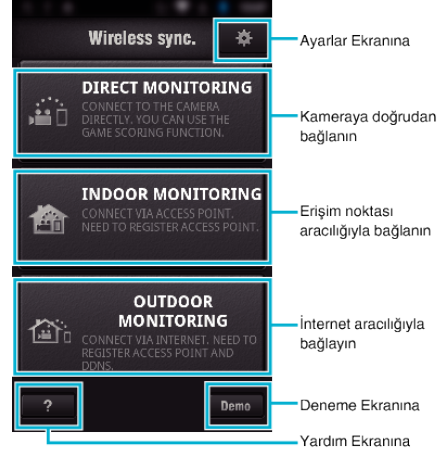 Wireless sync.
Ayarlar Ekranına
DIRECT MONITORING
CONNECT TO THE CAMERA
DIRECTLY. YOU CAN USE THE
GAME SCORING FUNCTION.
Kameraya doğrudan
bağlanın
INDOOR MONITORING
CONNECT VIA ACCESS POINT.
NEED TO REGISTER ACCESS POINT.
Erişim noktası
aracılığıyla bağlanın
OUTDOOR
MONITORING
CONNECT VIA INTERNET. NEED TO
REGISTER ACCESS POINT AND
DDNS.
İnternet aracılığıyla
bağlayın
?
Demo
Deneme Ekranına
Yardım Ekranına